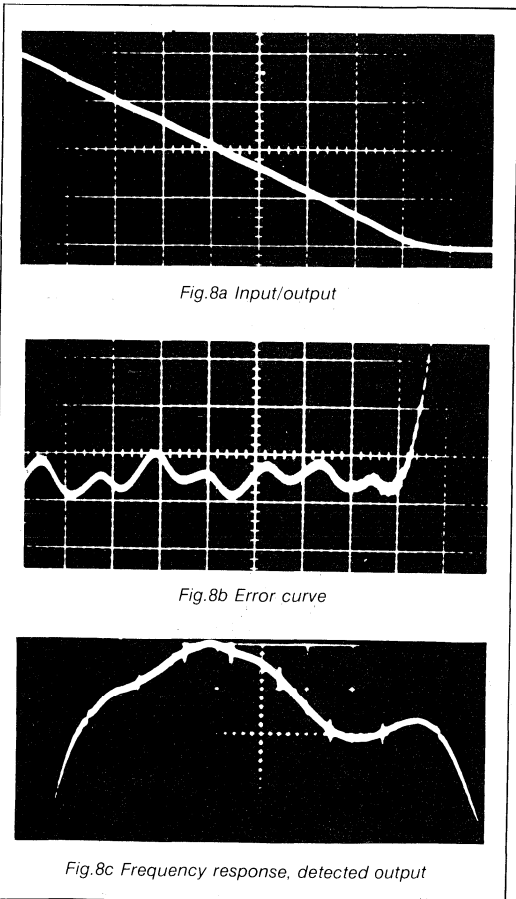 Fig.8a Input/output
Fig.8b Error curve
Fig.8c Frequency response, detected output